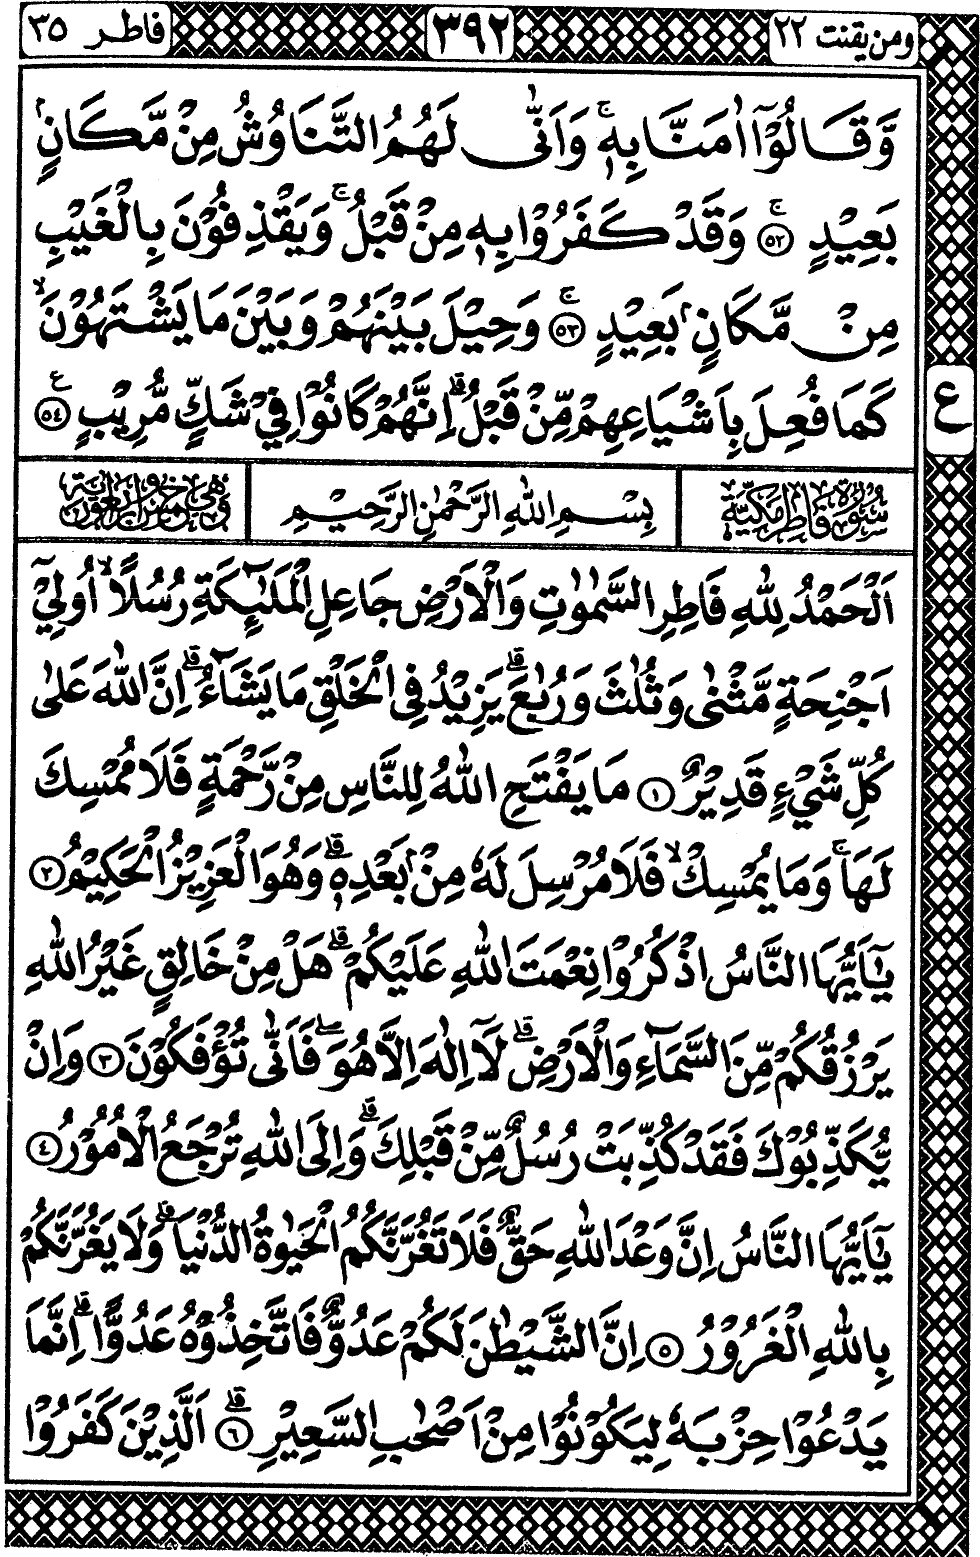 ومن يقنت ٢٢ ٣٩٢ فاطر ٣٥
وَّقَالُوْۤا اٰمَنَّا بِهٖ ۚ وَاَنّٰى لَهُمُ التَّنَاوُشُ مِنْ مَّكَانٍۭ
بَعِيْدٍ ۚ ﴿٥٢﴾ وَقَدْ كَفَرُوْا بِهٖ مِنْ قَبْلُ ۚ وَيَقْذِفُوْنَ بِالْغَيْبِ
مِنْ مَّكَانٍۭ بَعِيْدٍ ۚ ﴿٥٣﴾ وَحِيْلَ بَيْنَهُمْ وَبَيْنَ مَا يَشْتَهُوْنَ ۙ
كَمَا فُعِلَ بِاَشْيَاعِهِمْ مِّنْ قَبْلُ ؕ اِنَّهُمْ كَانُوْا فِيْ شَكٍّ مُّرِيْبٍ ﴿٥٤﴾ ع
ع
سُوْرَةُ فَاطِرٍ مَكِّيَّةٌ بِسْمِ اللّٰهِ الرَّحْمٰنِ الرَّحِيْمِ وَهِيَ خَمْسٌ وَّاَرْبَعُوْنَ اٰيَةً
اَلْحَمْدُ لِلّٰهِ فَاطِرِ السَّمٰوٰتِ وَالْاَرْضِ جَاعِلِ الْمَلٰٓئِكَةِ رُسُلًا ۙ اُولِيْۤ
اَجْنِحَةٍ مَّثْنٰى وَثُلٰثَ وَرُبٰعَ ؕ يَزِيْدُ فِى الْخَلْقِ مَا يَشَآءُ ؕ اِنَّ اللّٰهَ عَلٰى
كُلِّ شَيْءٍ قَدِيْرٌ ﴿١﴾ مَا يَفْتَحِ اللّٰهُ لِلنَّاسِ مِنْ رَّحْمَةٍ فَلَا مُمْسِكَ
لَهَا ۚ وَمَا يُمْسِكْ ۙ فَلَا مُرْسِلَ لَهٗ مِنْۢ بَعْدِهٖ ؕ وَهُوَ الْعَزِيْزُ الْحَكِيْمُ ﴿٢﴾
يٰۤاَيُّهَا النَّاسُ اذْكُرُوْا نِعْمَتَ اللّٰهِ عَلَيْكُمْ ؕ هَلْ مِنْ خَالِقٍ غَيْرُ اللّٰهِ
يَرْزُقُكُمْ مِّنَ السَّمَآءِ وَالْاَرْضِ ؕ لَاۤ اِلٰهَ اِلَّا هُوَ ۖ فَاَنّٰى تُؤْفَكُوْنَ ﴿٣﴾ وَاِنْ
يُّكَذِّبُوْكَ فَقَدْ كُذِّبَتْ رُسُلٌ مِّنْ قَبْلِكَ ؕ وَاِلَى اللّٰهِ تُرْجَعُ الْاُمُوْرُ ﴿٤﴾
يٰۤاَيُّهَا النَّاسُ اِنَّ وَعْدَ اللّٰهِ حَقٌّ فَلَا تَغُرَّنَّكُمُ الْحَيٰوةُ الدُّنْيَا ۥ وَلَا يَغُرَّنَّكُمْ
بِاللّٰهِ الْغَرُوْرُ ﴿٥﴾ اِنَّ الشَّيْطٰنَ لَكُمْ عَدُوٌّ فَاتَّخِذُوْهُ عَدُوًّا ؕ اِنَّمَا
يَدْعُوْا حِزْبَهٗ لِيَكُوْنُوْا مِنْ اَصْحٰبِ السَّعِيْرِ ؕ ﴿٦﴾ اَلَّذِيْنَ كَفَرُوْا